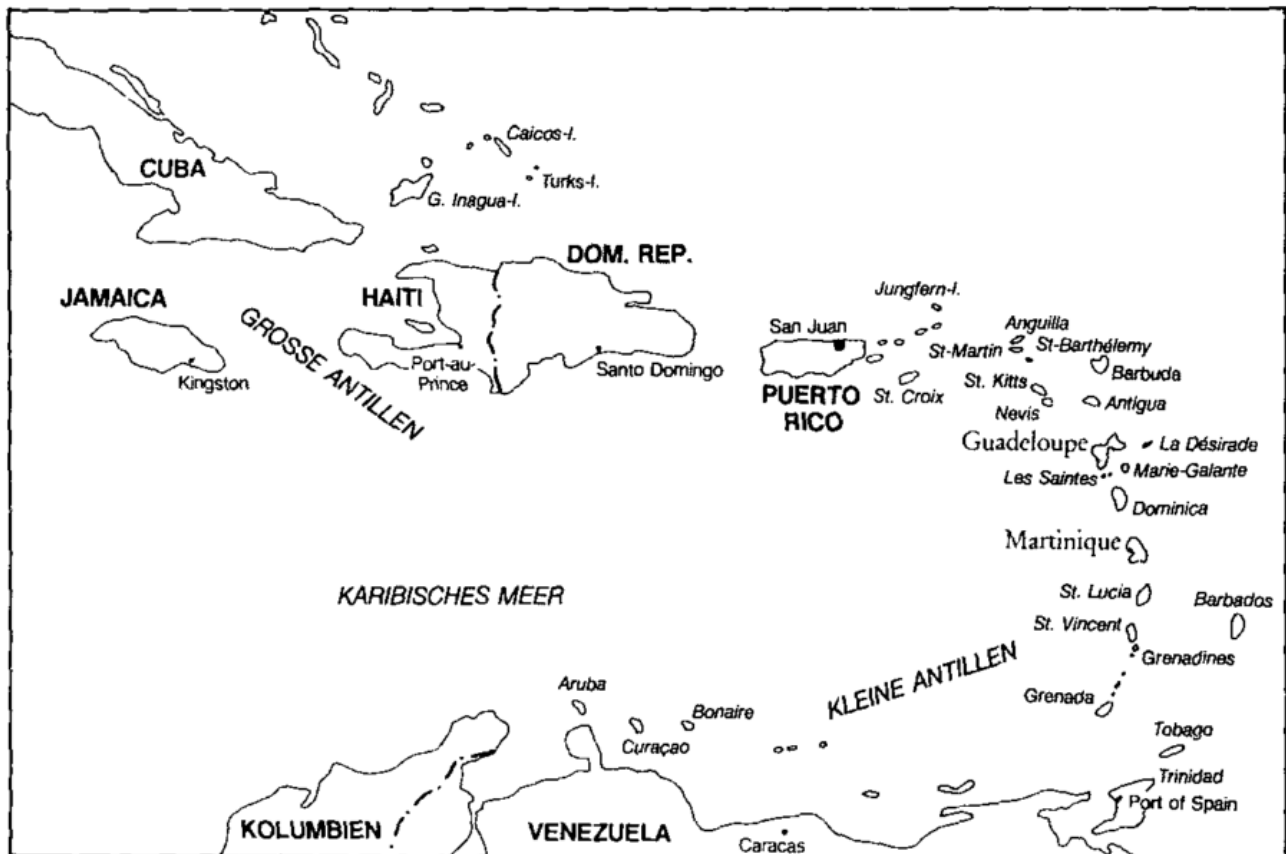 Caicos-I.
CUBA
Turks-I.
G. Inagua-I.
DOM. REP.
JAMAICA
HAITI
Jungfern-I.
GROSSE ANTILLEN
San Juan
Anguilla
St-Martin
St-Barthélemy
Kingston
Port-au-
Prince
Santo Domingo
PUERTO
RICO
St. Croix
St. Kitts
Barbuda
Nevis
Antigua
Guadeloupe
La Désirade
Les Saintes
Marie-Galante
Dominica
Martinique
KARIBISCHES MEER
St. Lucia
Barbados
St. Vincent
Grenadines
KLEINE ANTILLEN
Aruba
Grenada
Bonaire
Curaçao
Tobago
Trinidad
Port of Spain
KOLUMBIEN
VENEZUELA
Caracas